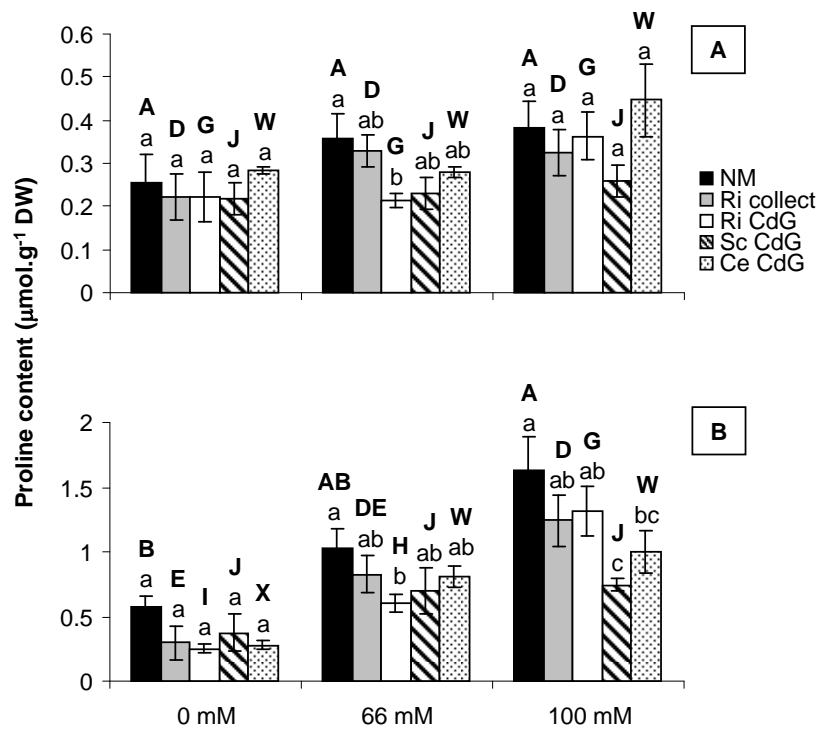 Proline content (µmol.g⁻¹ DW)
A
0.6
0.5
0.4
0.3
0.2
0.1
0
A D G J W
a a a a a
A D G J W
a ab b ab ab
A D G J W
a a a a a
NM
Ri collect
Ri CdG
Sc CdG
Ce CdG
B
2
1.5
1
0.5
0
B E I J X
a a a a a
AB DE H J W
a ab b ab ab
A D G J W
a ab ab c bc
0 mM 66 mM 100 mM